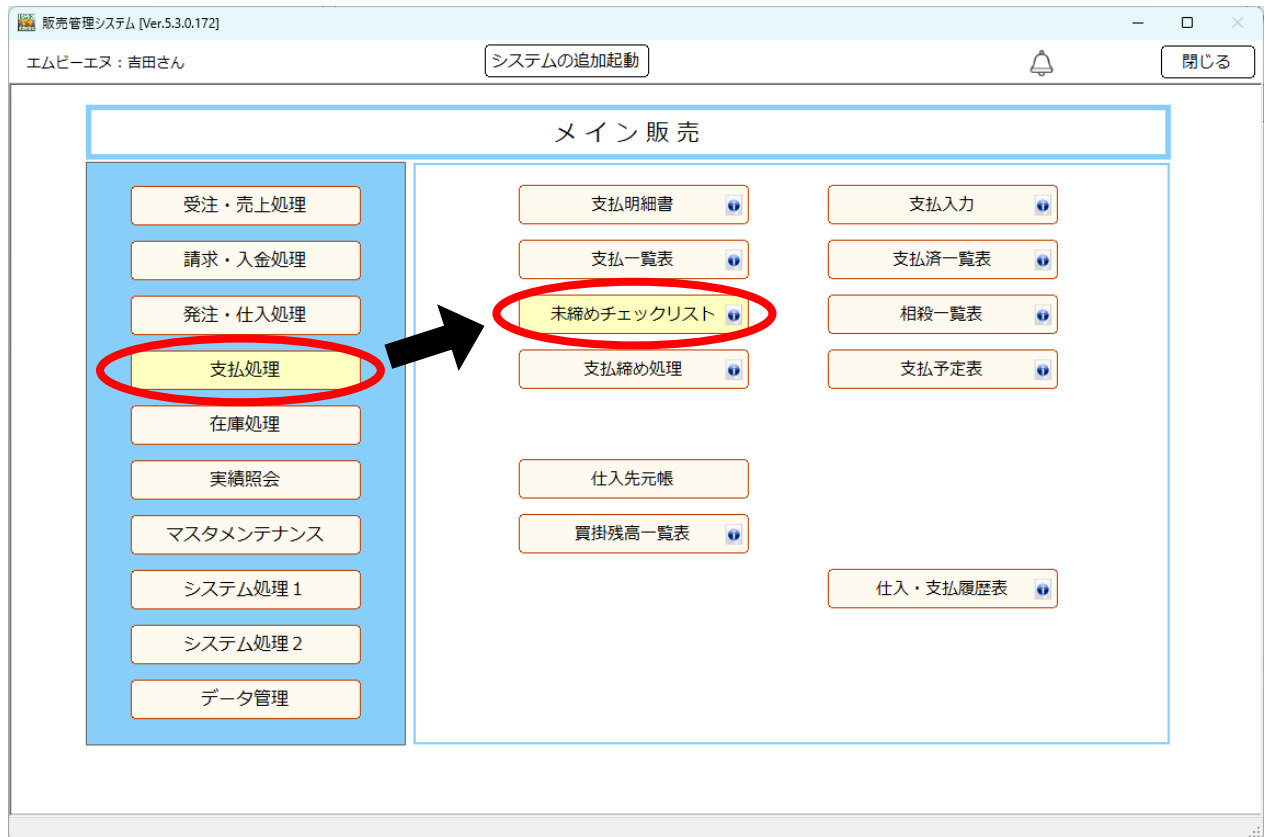 販売管理システム [Ver.5.3.0.172]
エムビーエヌ：吉田さん
システムの追加起動
閉じる
メイン販売
受注・売上処理
請求・入金処理
発注・仕入処理
支払処理
在庫処理
実績照会
マスタメンテナンス
システム処理１
システム処理２
データ管理
支払明細書
支払一覧表
未締めチェックリスト
支払締め処理
仕入先元帳
買掛残高一覧表
支払入力
支払済一覧表
相殺一覧表
支払予定表
仕入・支払履歴表